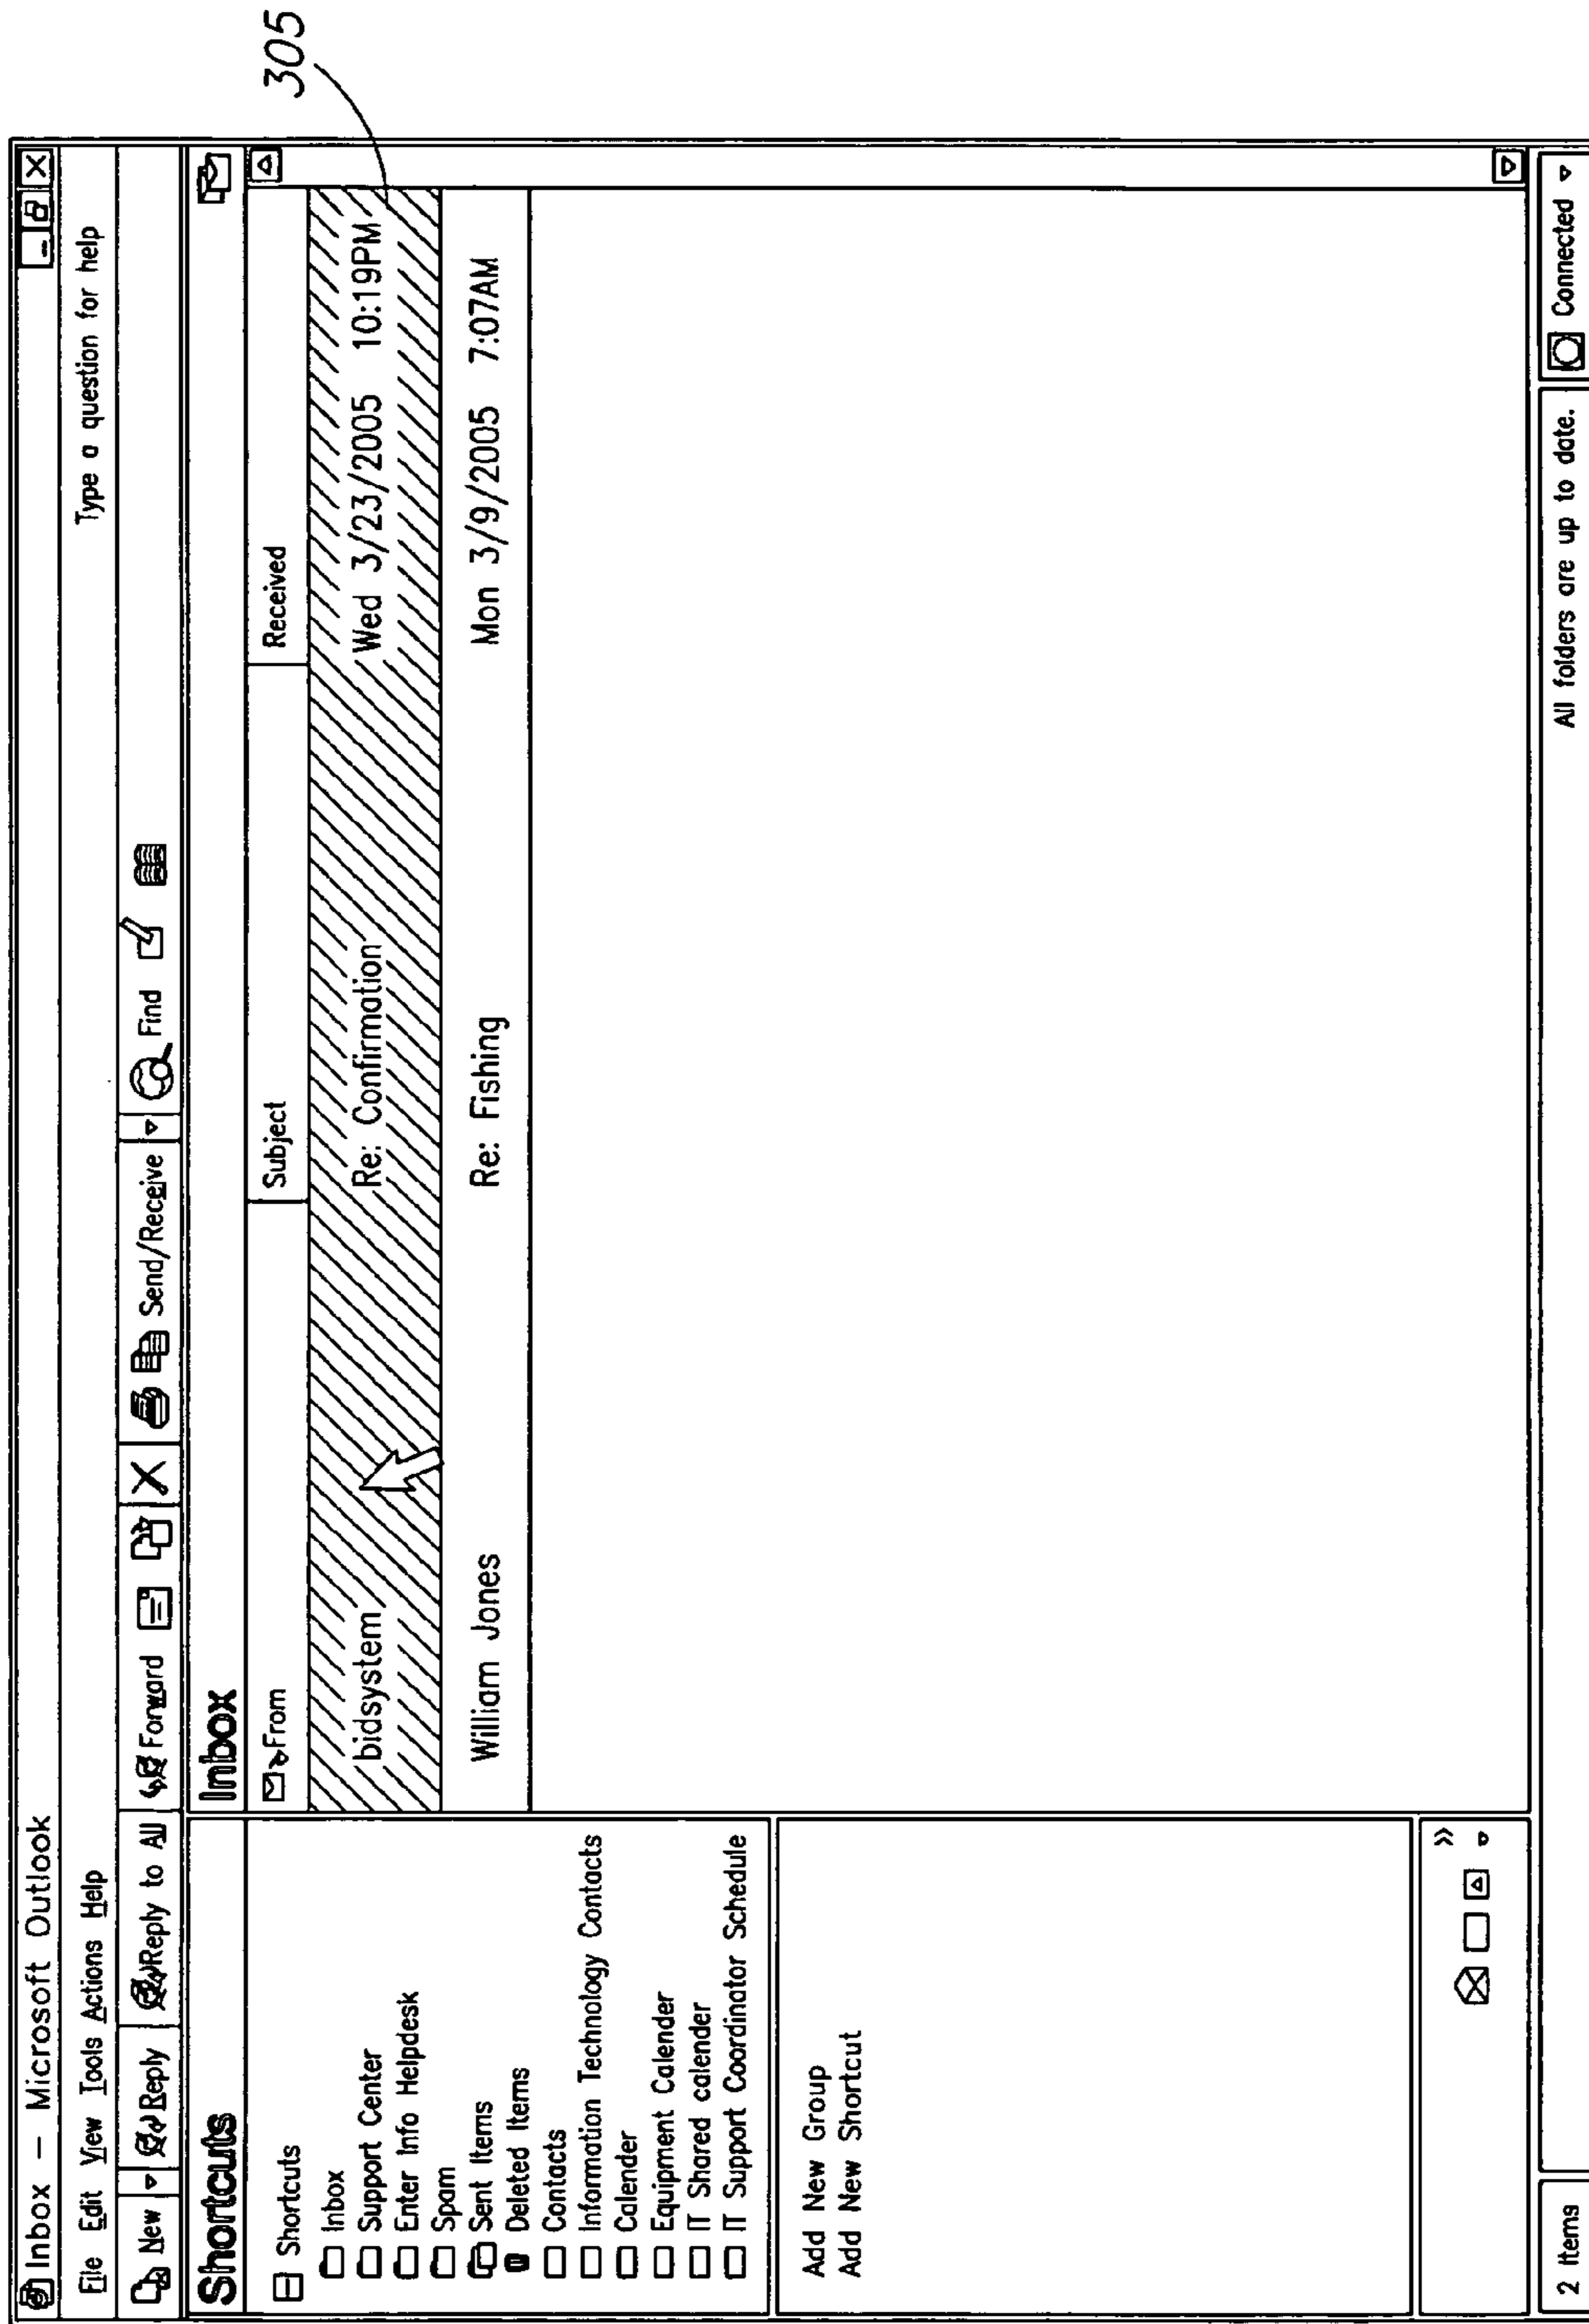 Inbox – Microsoft Outlook
File Edit View Tools Actions Help Type a question for help
New Reply Reply to All Forward Send/Receive Find
Shortcuts
Shortcuts
Inbox
Support Center
Enter Info Helpdesk
Spam
Sent Items
Deleted Items
Contacts
Information Technology Contacts
Calender
Equipment Calender
IT Shared calender
IT Support Coordinator Schedule
Add New Group
Add New Shortcut
»
Inbox
From Subject Received
bidsystem Re: Confirmation Wed 3/23/2005 10:19PM
William Jones Re: Fishing Mon 3/9/2005 7:07AM
305
2 Items All folders are up to date. Connected